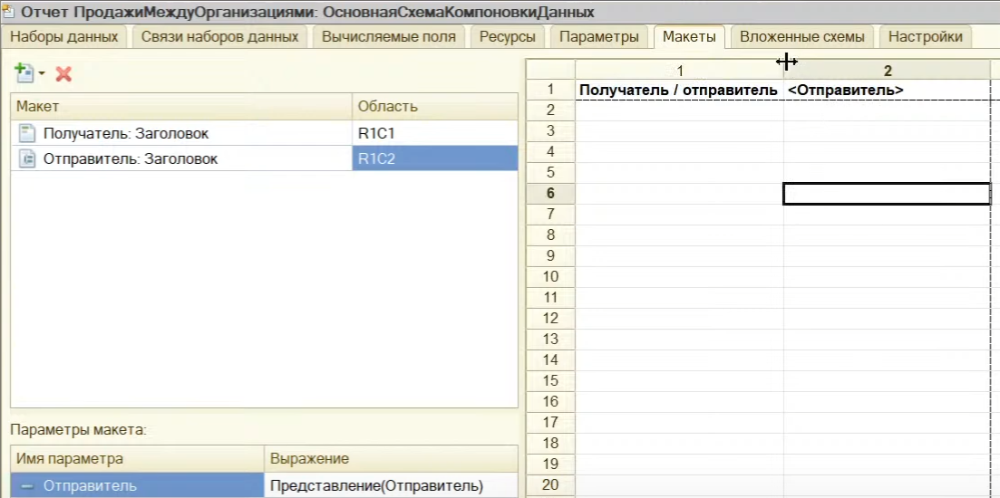 Отчет ПродажиМеждуОрганизациями: ОсновнаяСхемаКомпоновкиДанных
Наборы данных Связи наборов данных Вычисляемые поля Ресурсы Параметры Макеты Вложенные схемы Настройки
Макет Область
Получатель: Заголовок R1C1
Отправитель: Заголовок R1C2
Параметры макета:
Имя параметра Выражение
Отправитель Представление(Отправитель)
1 2
1 Получатель / отправитель <Отправитель>
2
3
4
5
6
7
8
9
10
11
12
13
14
15
16
17
18
19
20